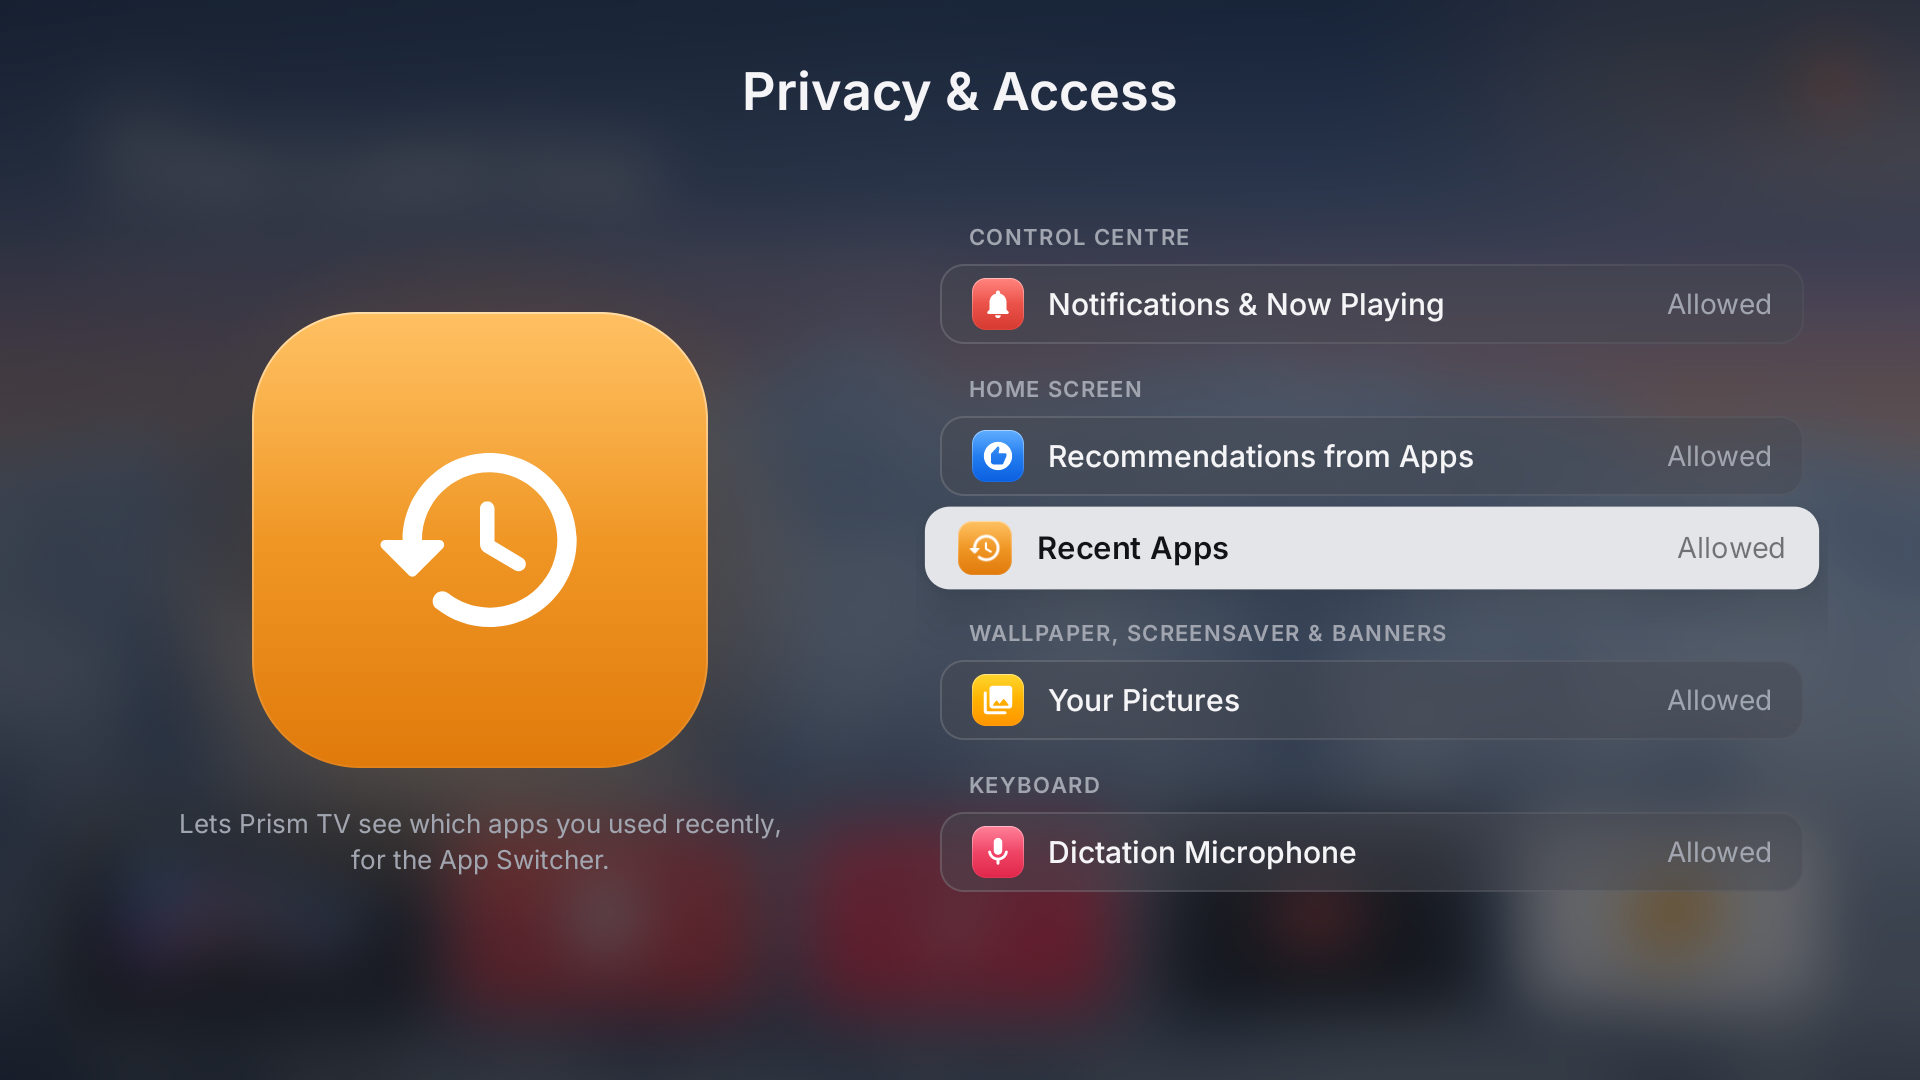 Privacy & Access
CONTROL CENTRE
Notifications & Now Playing Allowed
HOME SCREEN
Recommendations from Apps Allowed
Recent Apps Allowed
WALLPAPER, SCREENSAVER & BANNERS
Your Pictures Allowed
KEYBOARD
Dictation Microphone Allowed
Lets Prism TV see which apps you used recently,
for the App Switcher.